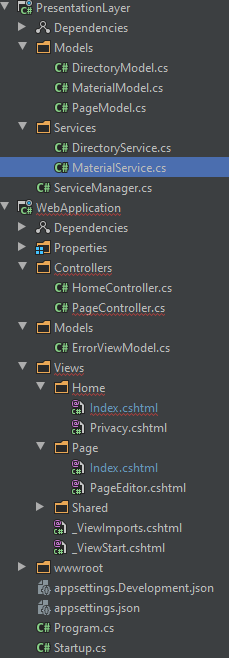 PresentationLayer
Dependencies
Models
C# DirectoryModel.cs
C# MaterialModel.cs
C# PageModel.cs
Services
C# DirectoryService.cs
C# MaterialService.cs
C# ServiceManager.cs
WebApplication
Dependencies
Properties
Controllers
C# HomeController.cs
C# PageController.cs
Models
C# ErrorViewModel.cs
Views
Home
Index.cshtml
Privacy.cshtml
Page
Index.cshtml
PageEditor.cshtml
Shared
_ViewImports.cshtml
_ViewStart.cshtml
wwwroot
appsettings.Development.json
appsettings.json
C# Program.cs
C# Startup.cs